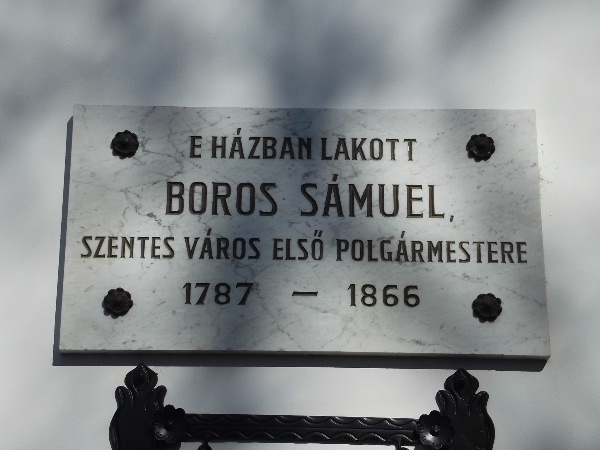 E HÁZBAN LAKOTT
BOROS SÁMUEL,
SZENTES VÁROS ELSŐ POLGÁRMESTERE
1787 — 1866